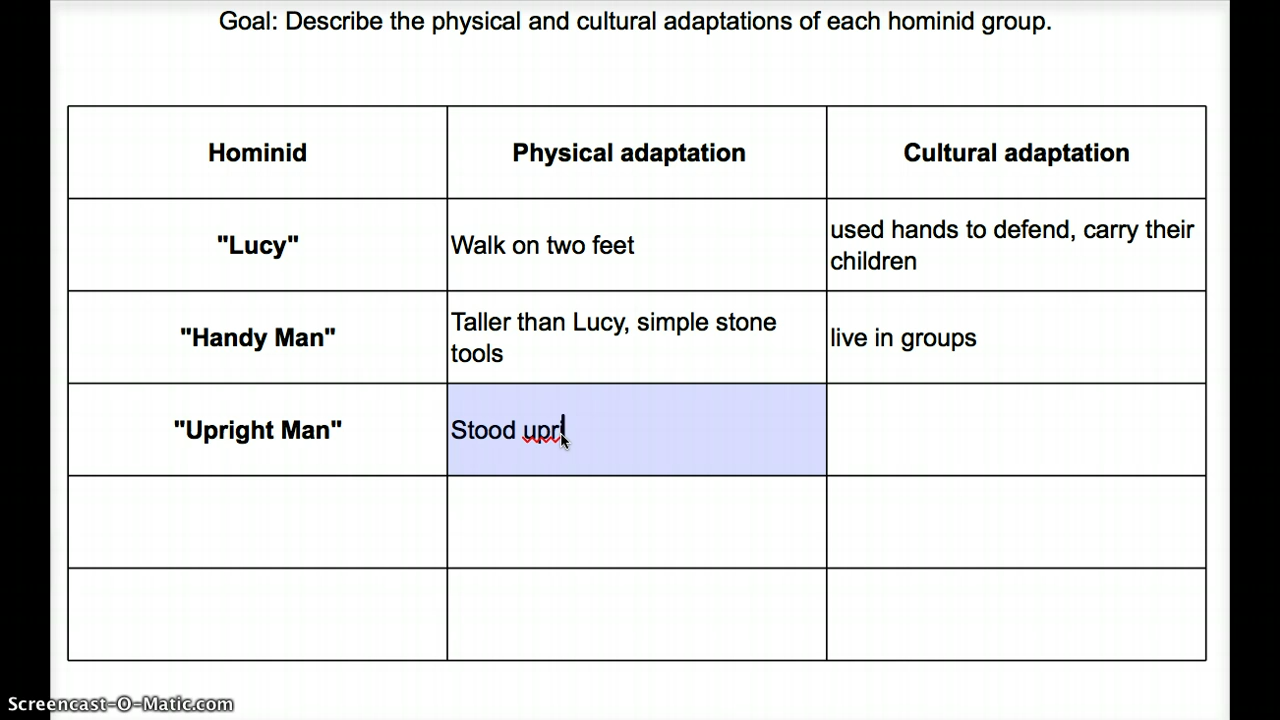 Goal: Describe the physical and cultural adaptations of each hominid group.
Hominid
Physical adaptation
Cultural adaptation
"Lucy"
Walk on two feet
used hands to defend, carry their
children
"Handy Man"
Taller than Lucy, simple stone
tools
live in groups
"Upright Man"
Stood upri
Screencast-O-Matic.com